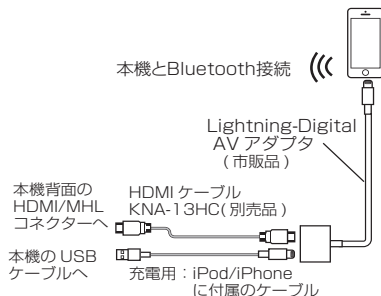 本機とBluetooth接続
Lightning-Digital
AV アダプタ
(市販品)
本機背面の
HDMI/MHL
コネクターへ
HDMI ケーブル
KNA-13HC(別売品)
本機の USB
ケーブルへ
充電用：iPod/iPhone
に付属のケーブル